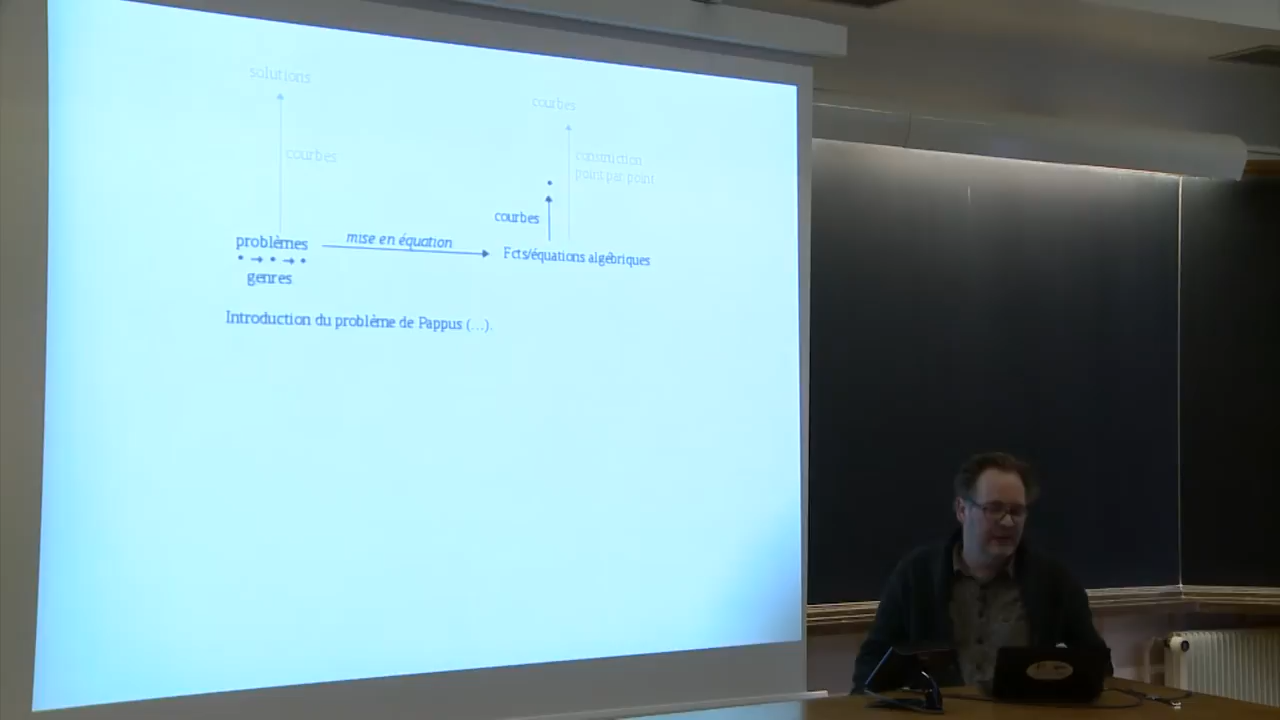 solutions
courbes
courbes
construction
point par point
courbes
problèmes
mise en équation
Fcts/équations algébriques
genres
Introduction du problème de Pappus (…).